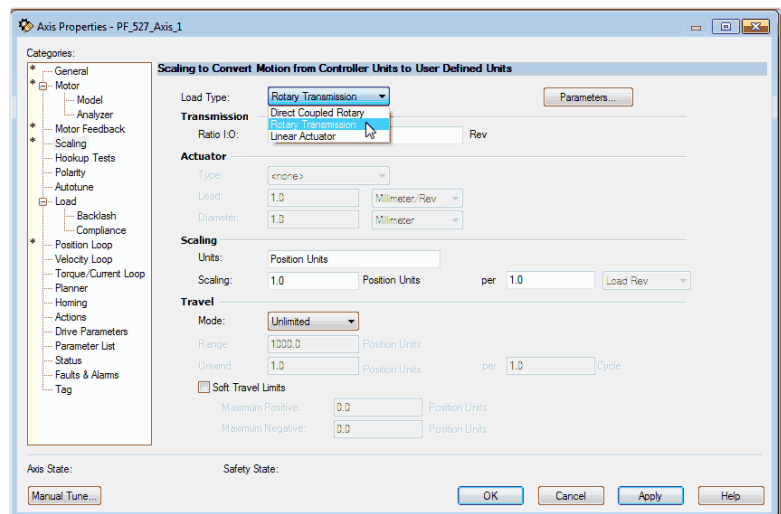 Axis Properties - PF_527_Axis_1
Categories:
* General
* Motor
Model
Analyzer
* Motor Feedback
* Scaling
Hookup Tests
Polarity
Autotune
Load
Backlash
Compliance
* Position Loop
Velocity Loop
Torque/Current Loop
Planner
Homing
Actions
Drive Parameters
Parameter List
Status
Faults & Alarms
Tag
Scaling to Convert Motion from Controller Units to User Defined Units
Load Type: Rotary Transmission Parameters...
Direct Coupled Rotary
Rotary Transmission
Linear Actuator
Transmission
Ratio I:O: Rev
Actuator
Type: <none>
Lead: 1.0 Millimeter/Rev
Diameter: 1.0 Millimeter
Scaling
Units: Position Units
Scaling: 1.0 Position Units per 1.0 Load Rev
Travel
Mode: Unlimited
Range: 1000.0 Position Units
Unwind: 1.0 Position Units per 1.0 Cycle
Soft Travel Limits
Maximum Positive: 0.0 Position Units
Maximum Negative: 0.0 Position Units
Axis State: Safety State:
Manual Tune... OK Cancel Apply Help